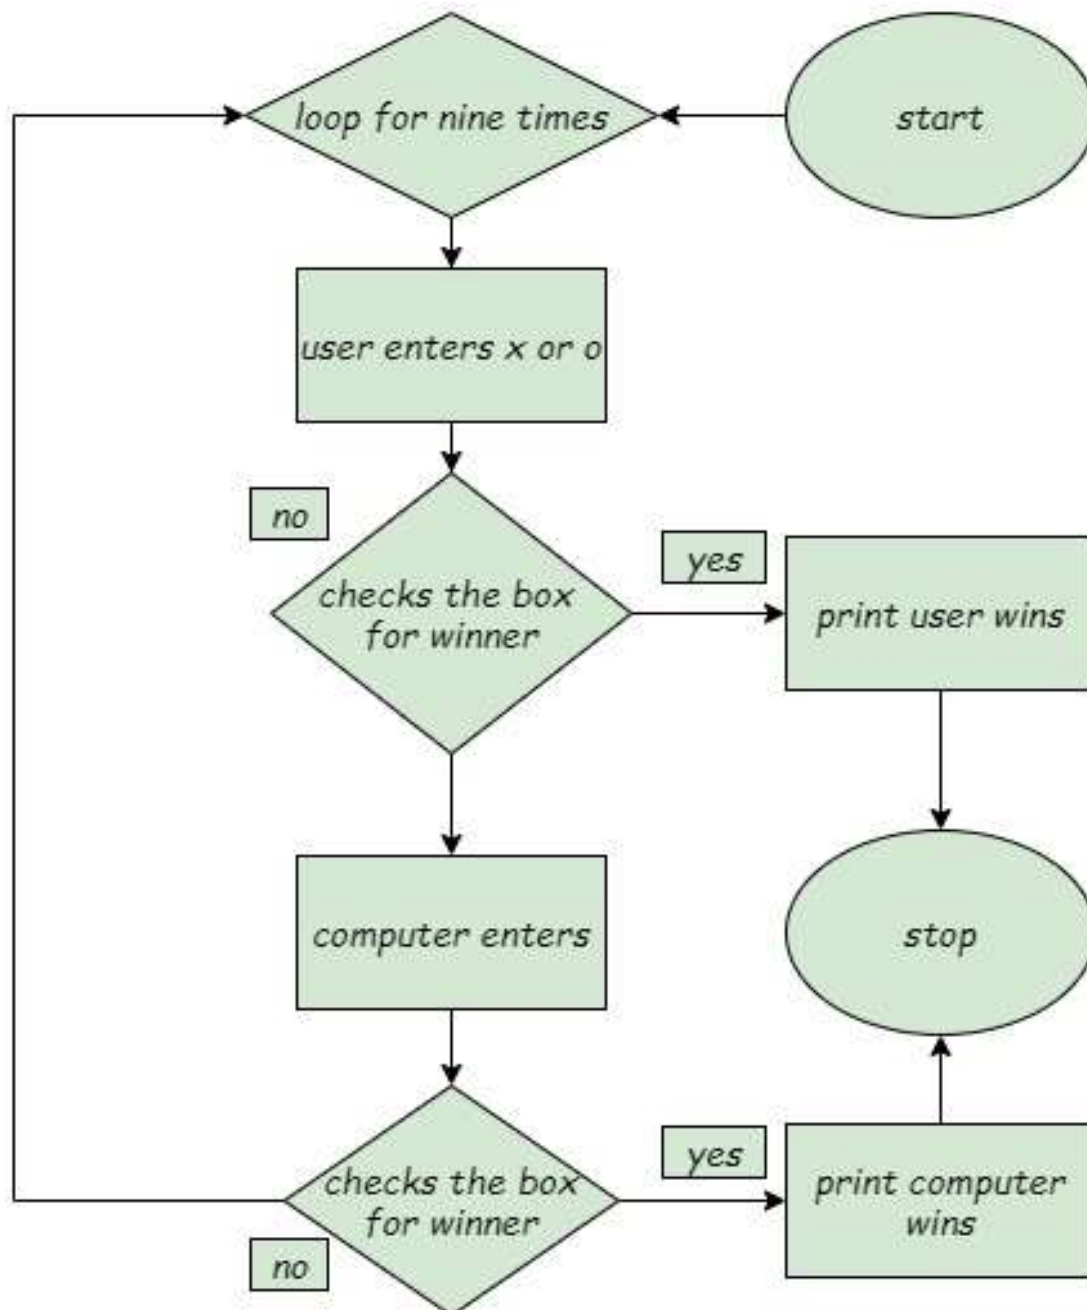 loop for nine times
start
user enters x or o
no
yes
checks the box
for winner
print user wins
computer enters
stop
checks the box
for winner
yes
print computer
wins
no